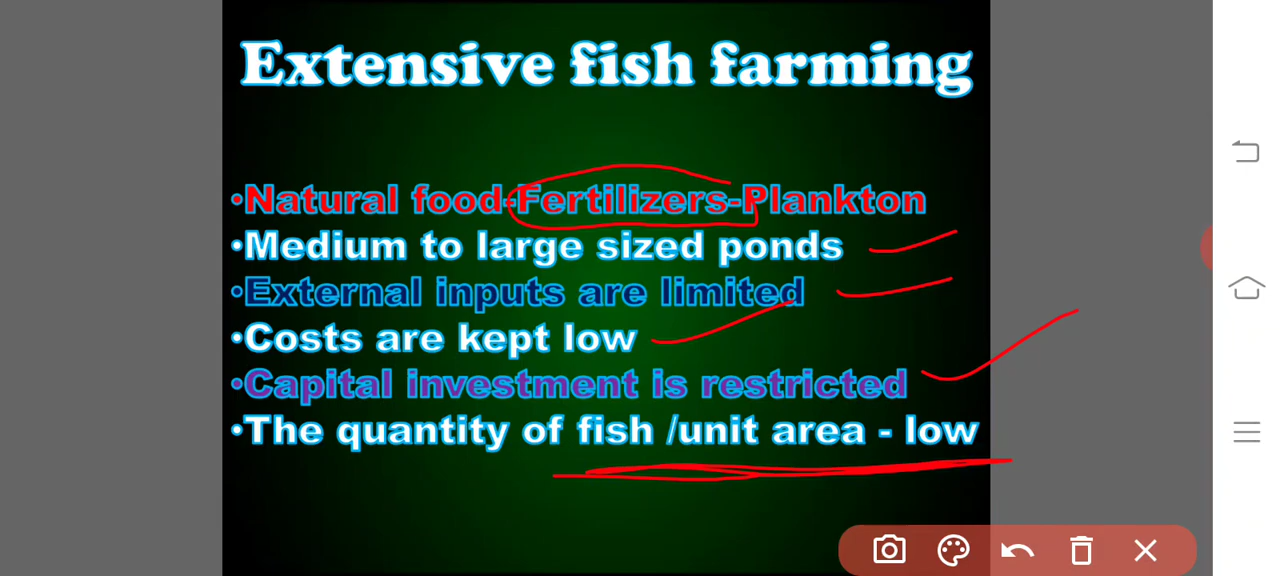 Extensive fish farming
•Natural food-Fertilizers-Plankton
•Medium to large sized ponds
•External inputs are limited
•Costs are kept low
•Capital investment is restricted
•The quantity of fish /unit area - low